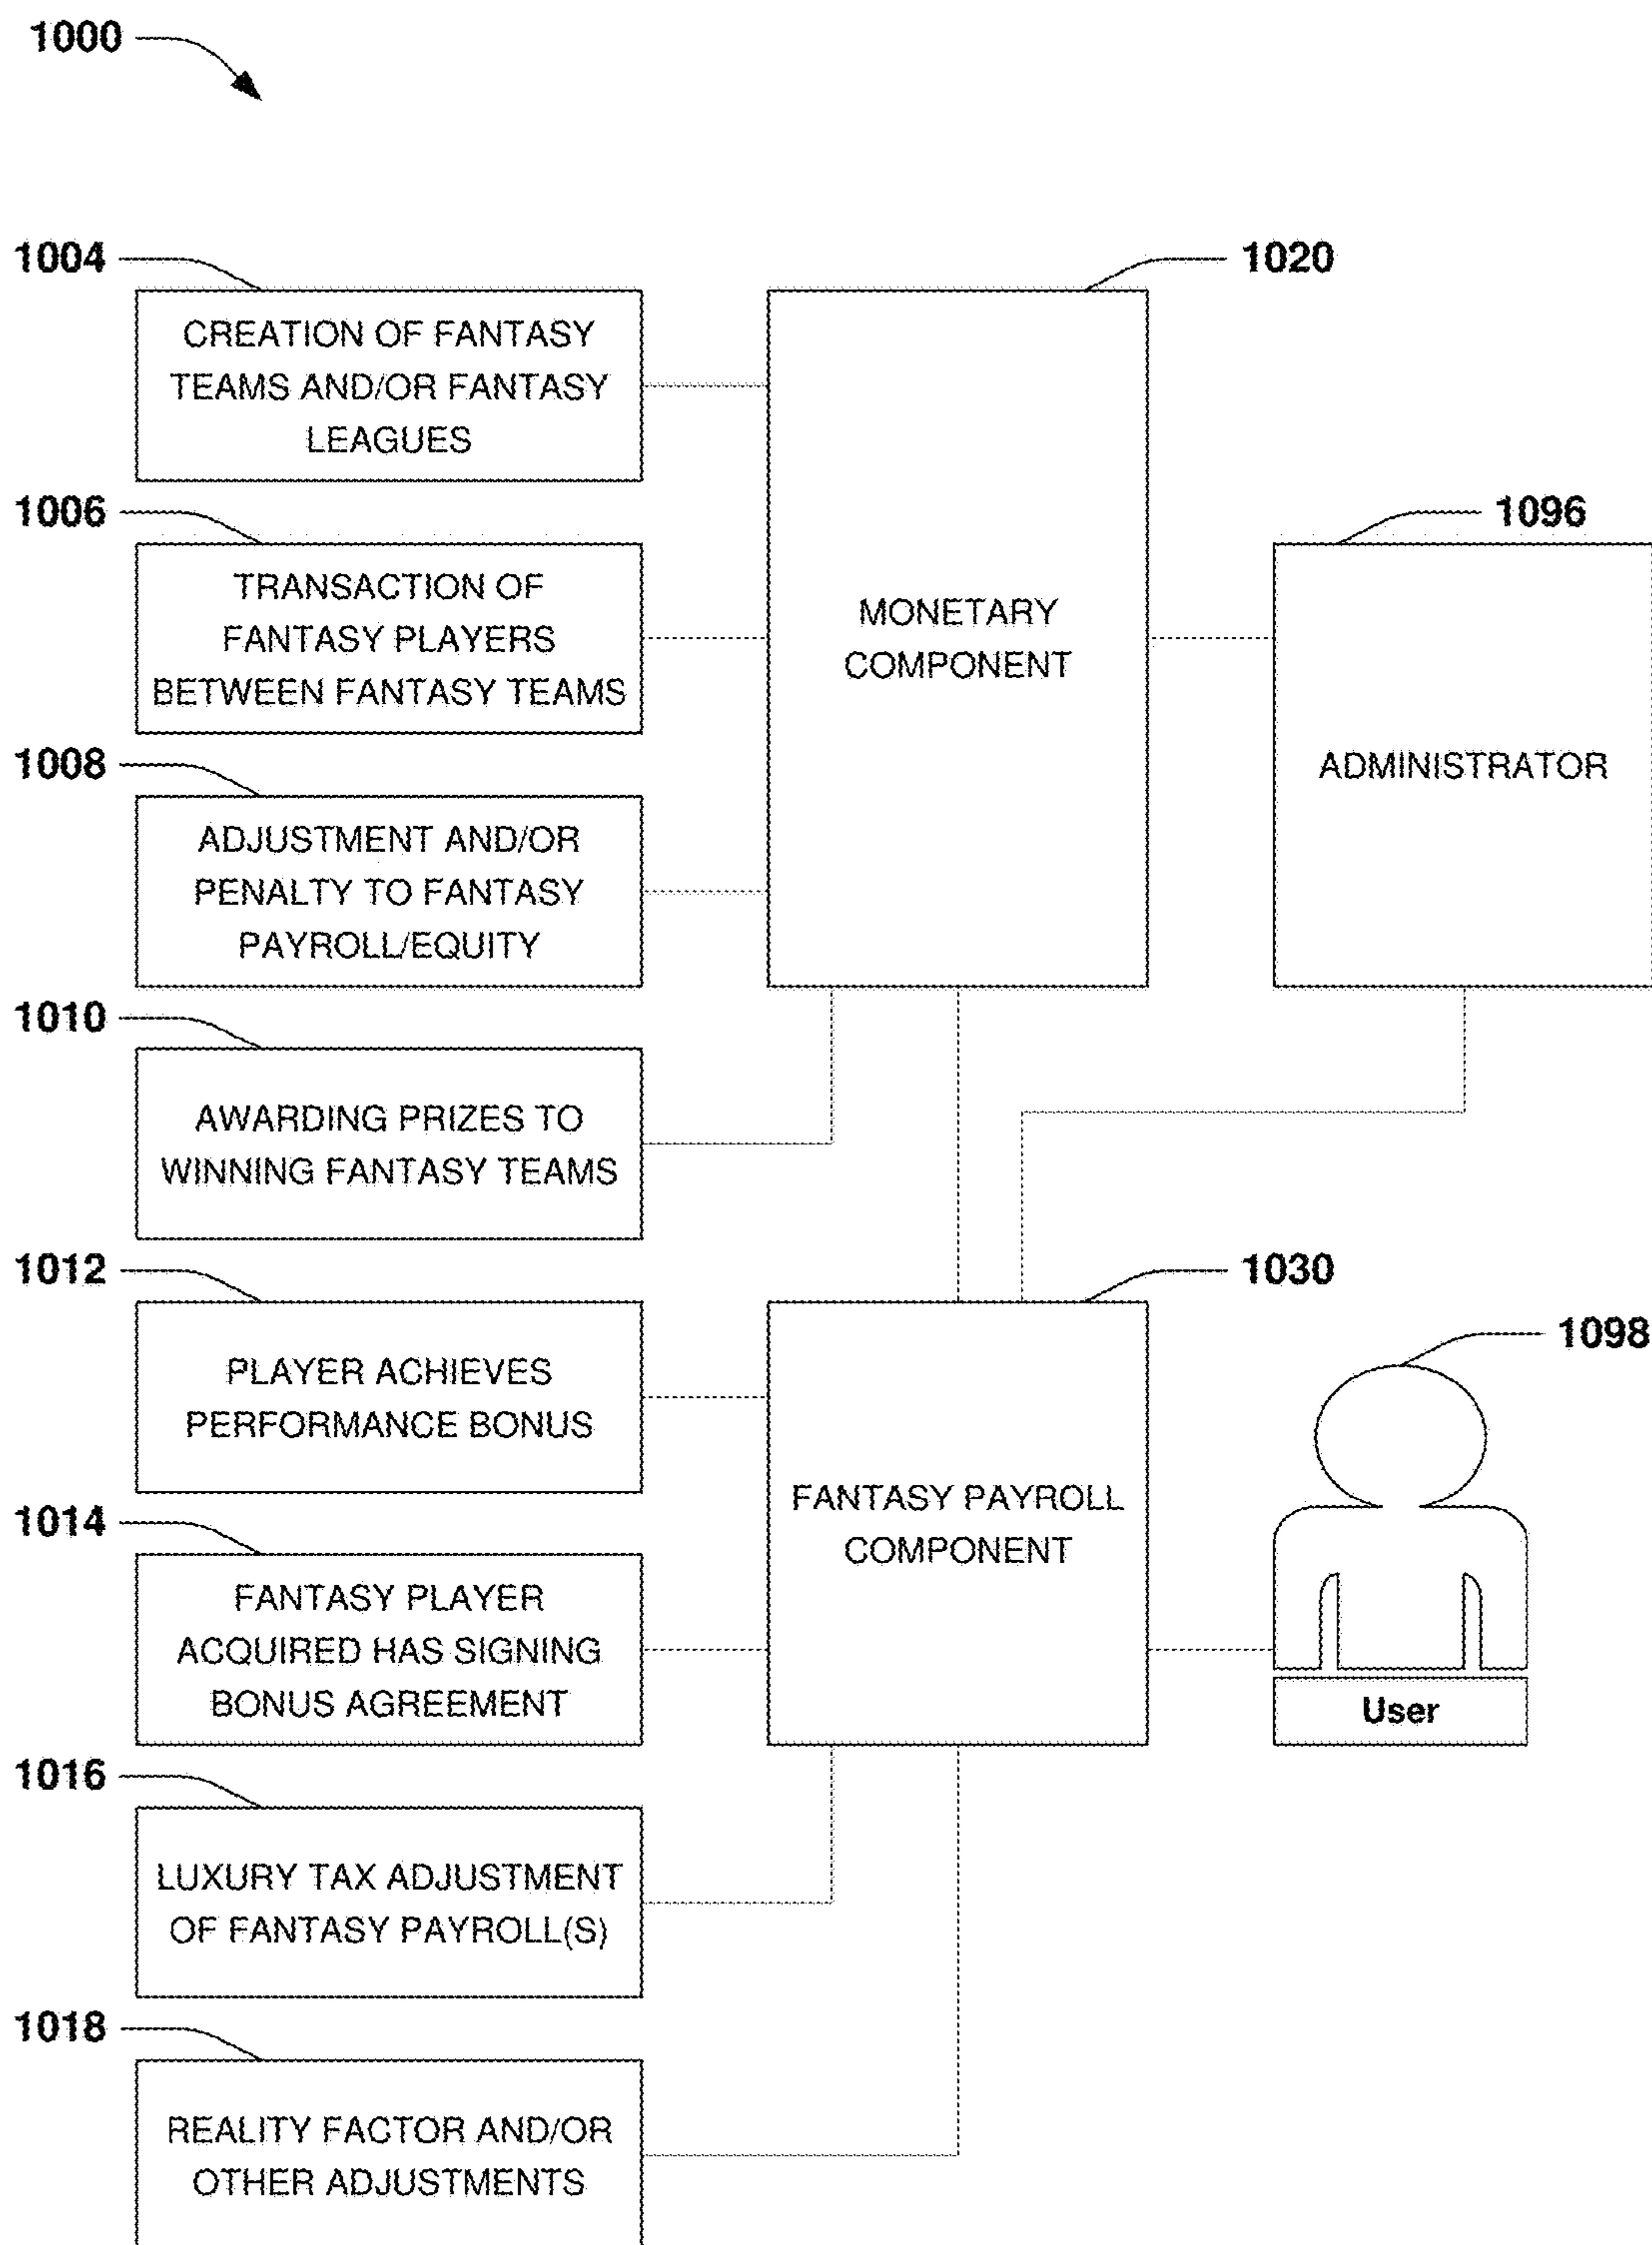 1000
1004
CREATION OF FANTASY
TEAMS AND/OR FANTASY
LEAGUES
1020
MONETARY
COMPONENT
1006
TRANSACTION OF
FANTASY PLAYERS
BETWEEN FANTASY TEAMS
1096
ADMINISTRATOR
1008
ADJUSTMENT AND/OR
PENALTY TO FANTASY
PAYROLL/EQUITY
1010
AWARDING PRIZES TO
WINNING FANTASY TEAMS
1012
PLAYER ACHIEVES
PERFORMANCE BONUS
1030
FANTASY PAYROLL
COMPONENT
1098
User
1014
FANTASY PLAYER
ACQUIRED HAS SIGNING
BONUS AGREEMENT
1016
LUXURY TAX ADJUSTMENT
OF FANTASY PAYROLL(S)
1018
REALITY FACTOR AND/OR
OTHER ADJUSTMENTS